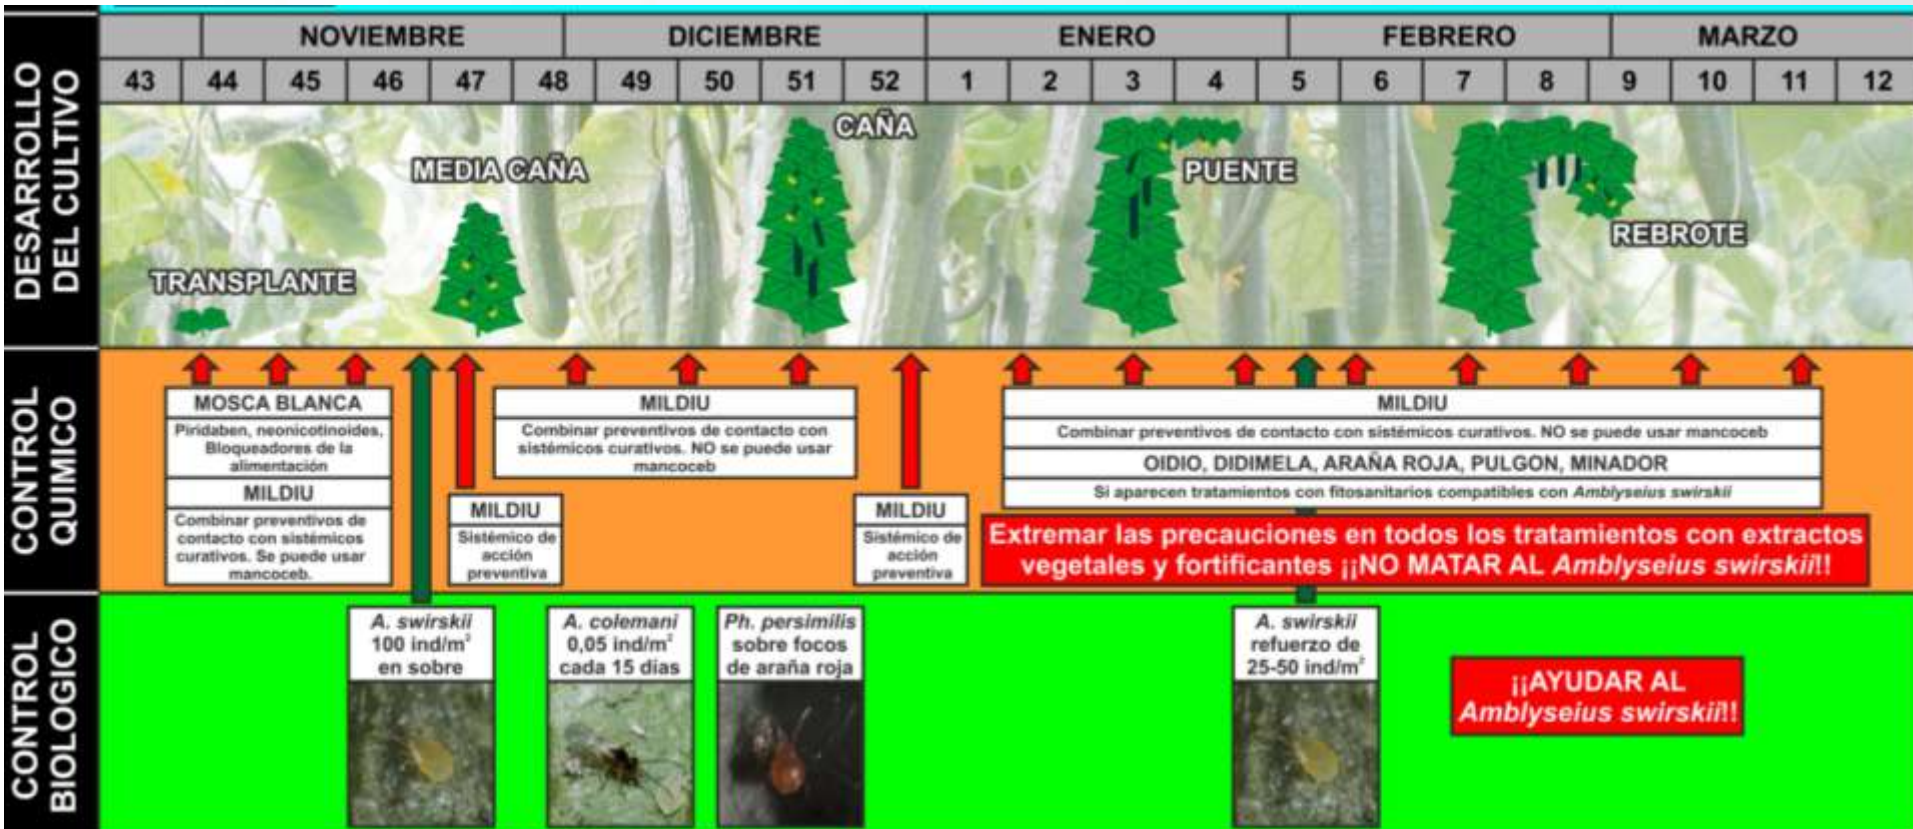 NOVIEMBRE DICIEMBRE ENERO FEBRERO MARZO
43 44 45 46 47 48 49 50 51 52 1 2 3 4 5 6 7 8 9 10 11 12
DESARROLLO
DEL CULTIVO
TRANSPLANTE
MEDIA CAÑA
CAÑA
PUENTE
REBROTE
CONTROL
QUIMICO
MOSCA BLANCA
Piridaben, neonicotinoides,
Bloqueadores de la
alimentación
MILDIU
Combinar preventivos de
contacto con sistémicos
curativos. Se puede usar
mancoceb.
MILDIU
Sistémico de
acción
preventiva
MILDIU
Combinar preventivos de contacto con
sistémicos curativos. NO se puede usar
mancoceb
MILDIU
Sistémico de
acción
preventiva
MILDIU
Combinar preventivos de contacto con sistémicos curativos. NO se puede usar mancoceb
OIDIO, DIDIMELA, ARAÑA ROJA, PULGON, MINADOR
Si aparecen tratamientos con fitosanitarios compatibles con Amblyseius swirskii
Extremar las precauciones en todos los tratamientos con extractos
vegetales y fortificantes ¡¡NO MATAR AL Amblyseius swirskii!!
CONTROL
BIOLOGICO
A. swirskii
100 ind/m²
en sobre
A. colemani
0,05 ind/m²
cada 15 días
Ph. persimilis
sobre focos
de araña roja
A. swirskii
refuerzo de
25-50 ind/m²
¡¡AYUDAR AL
Amblyseius swirskii!!